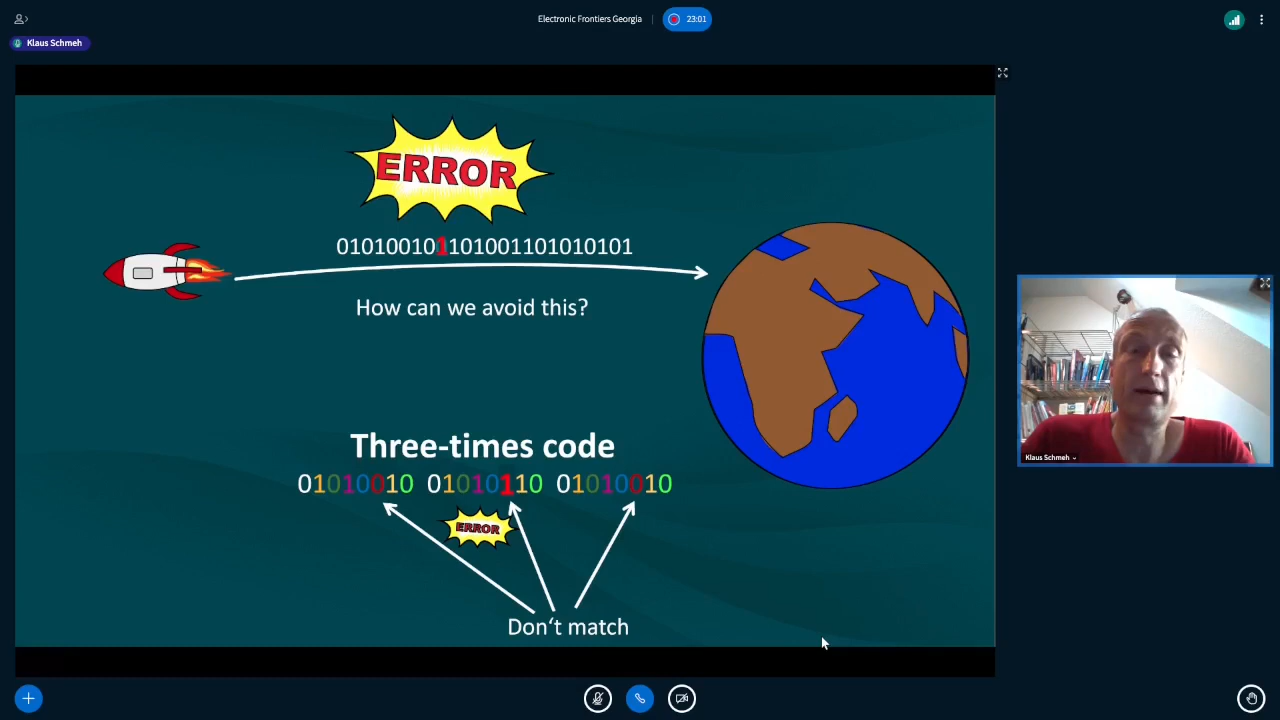 Electronic Frontiers Georgia
23:01
Klaus Schmeh
ERROR
010100101101001101010101
How can we avoid this?
Three-times code
01010010 01010110 01010010
ERROR
Don't match
Klaus Schmeh